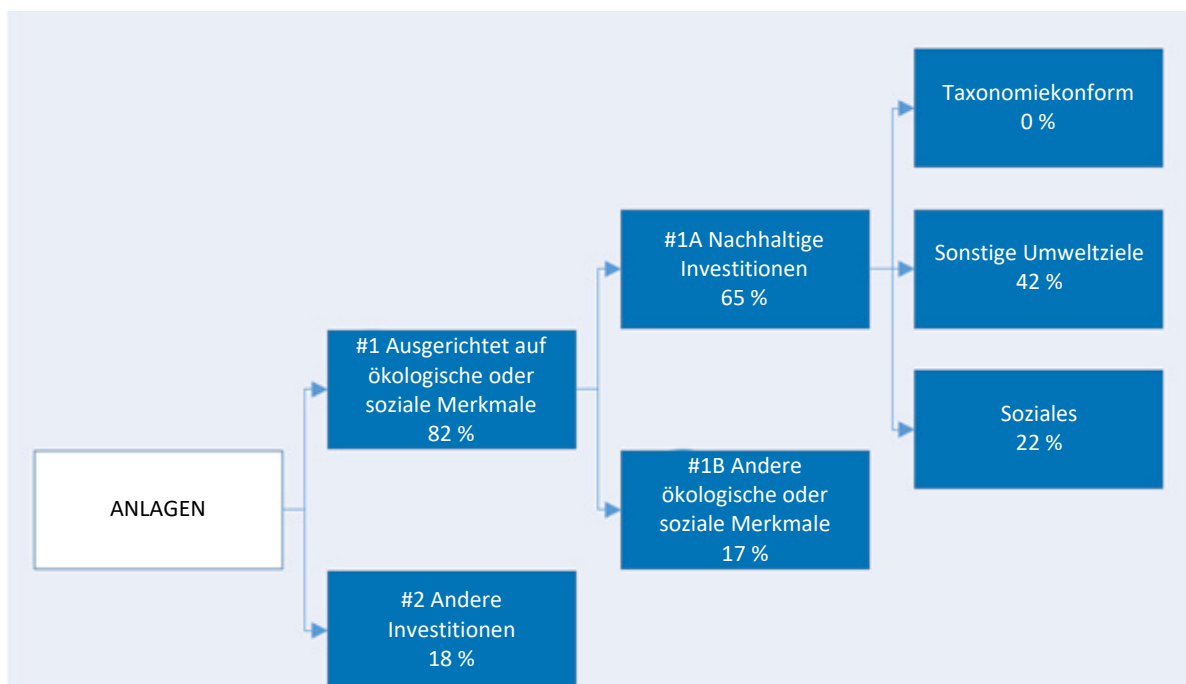 Taxonomiekonform
0 %
#1A Nachhaltige
Investitionen
65 %
Sonstige Umweltziele
42 %
#1 Ausgerichtet auf
ökologische oder
soziale Merkmale
82 %
Soziales
22 %
#1B Andere
ökologische oder
soziale Merkmale
17 %
ANLAGEN
#2 Andere
Investitionen
18 %